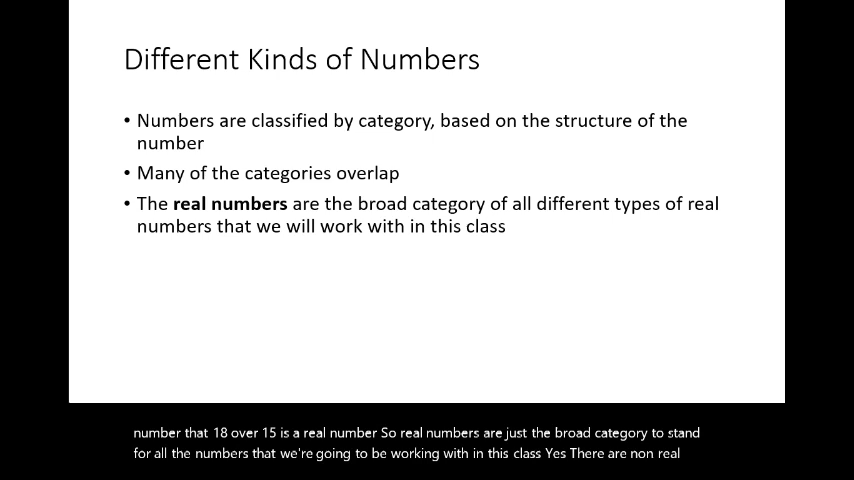 Different Kinds of Numbers
• Numbers are classified by category, based on the structure of the
number
• Many of the categories overlap
• The real numbers are the broad category of all different types of real
numbers that we will work with in this class
number that 18 over 15 is a real number So real numbers are just the broad category to stand
for all the numbers that we're going to be working with in this class Yes There are non real